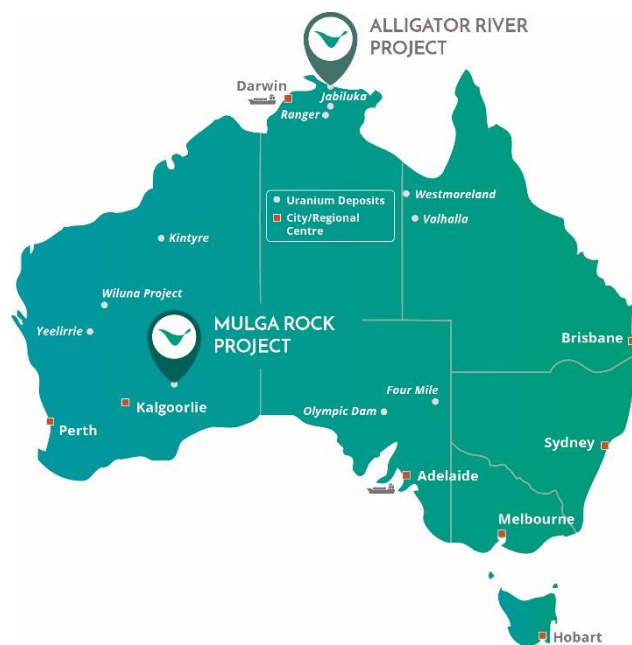 ALLIGATOR RIVER
PROJECT
Darwin
Jabiluka
Ranger
Westmoreland
Uranium Deposits
City/Regional
Centre
Valhalla
Kintyre
Wiluna Project
MULGA ROCK
PROJECT
Yeelirrie
Brisbane
Four Mile
Kalgoorlie
Olympic Dam
Perth
Sydney
Adelaide
Melbourne
Hobart